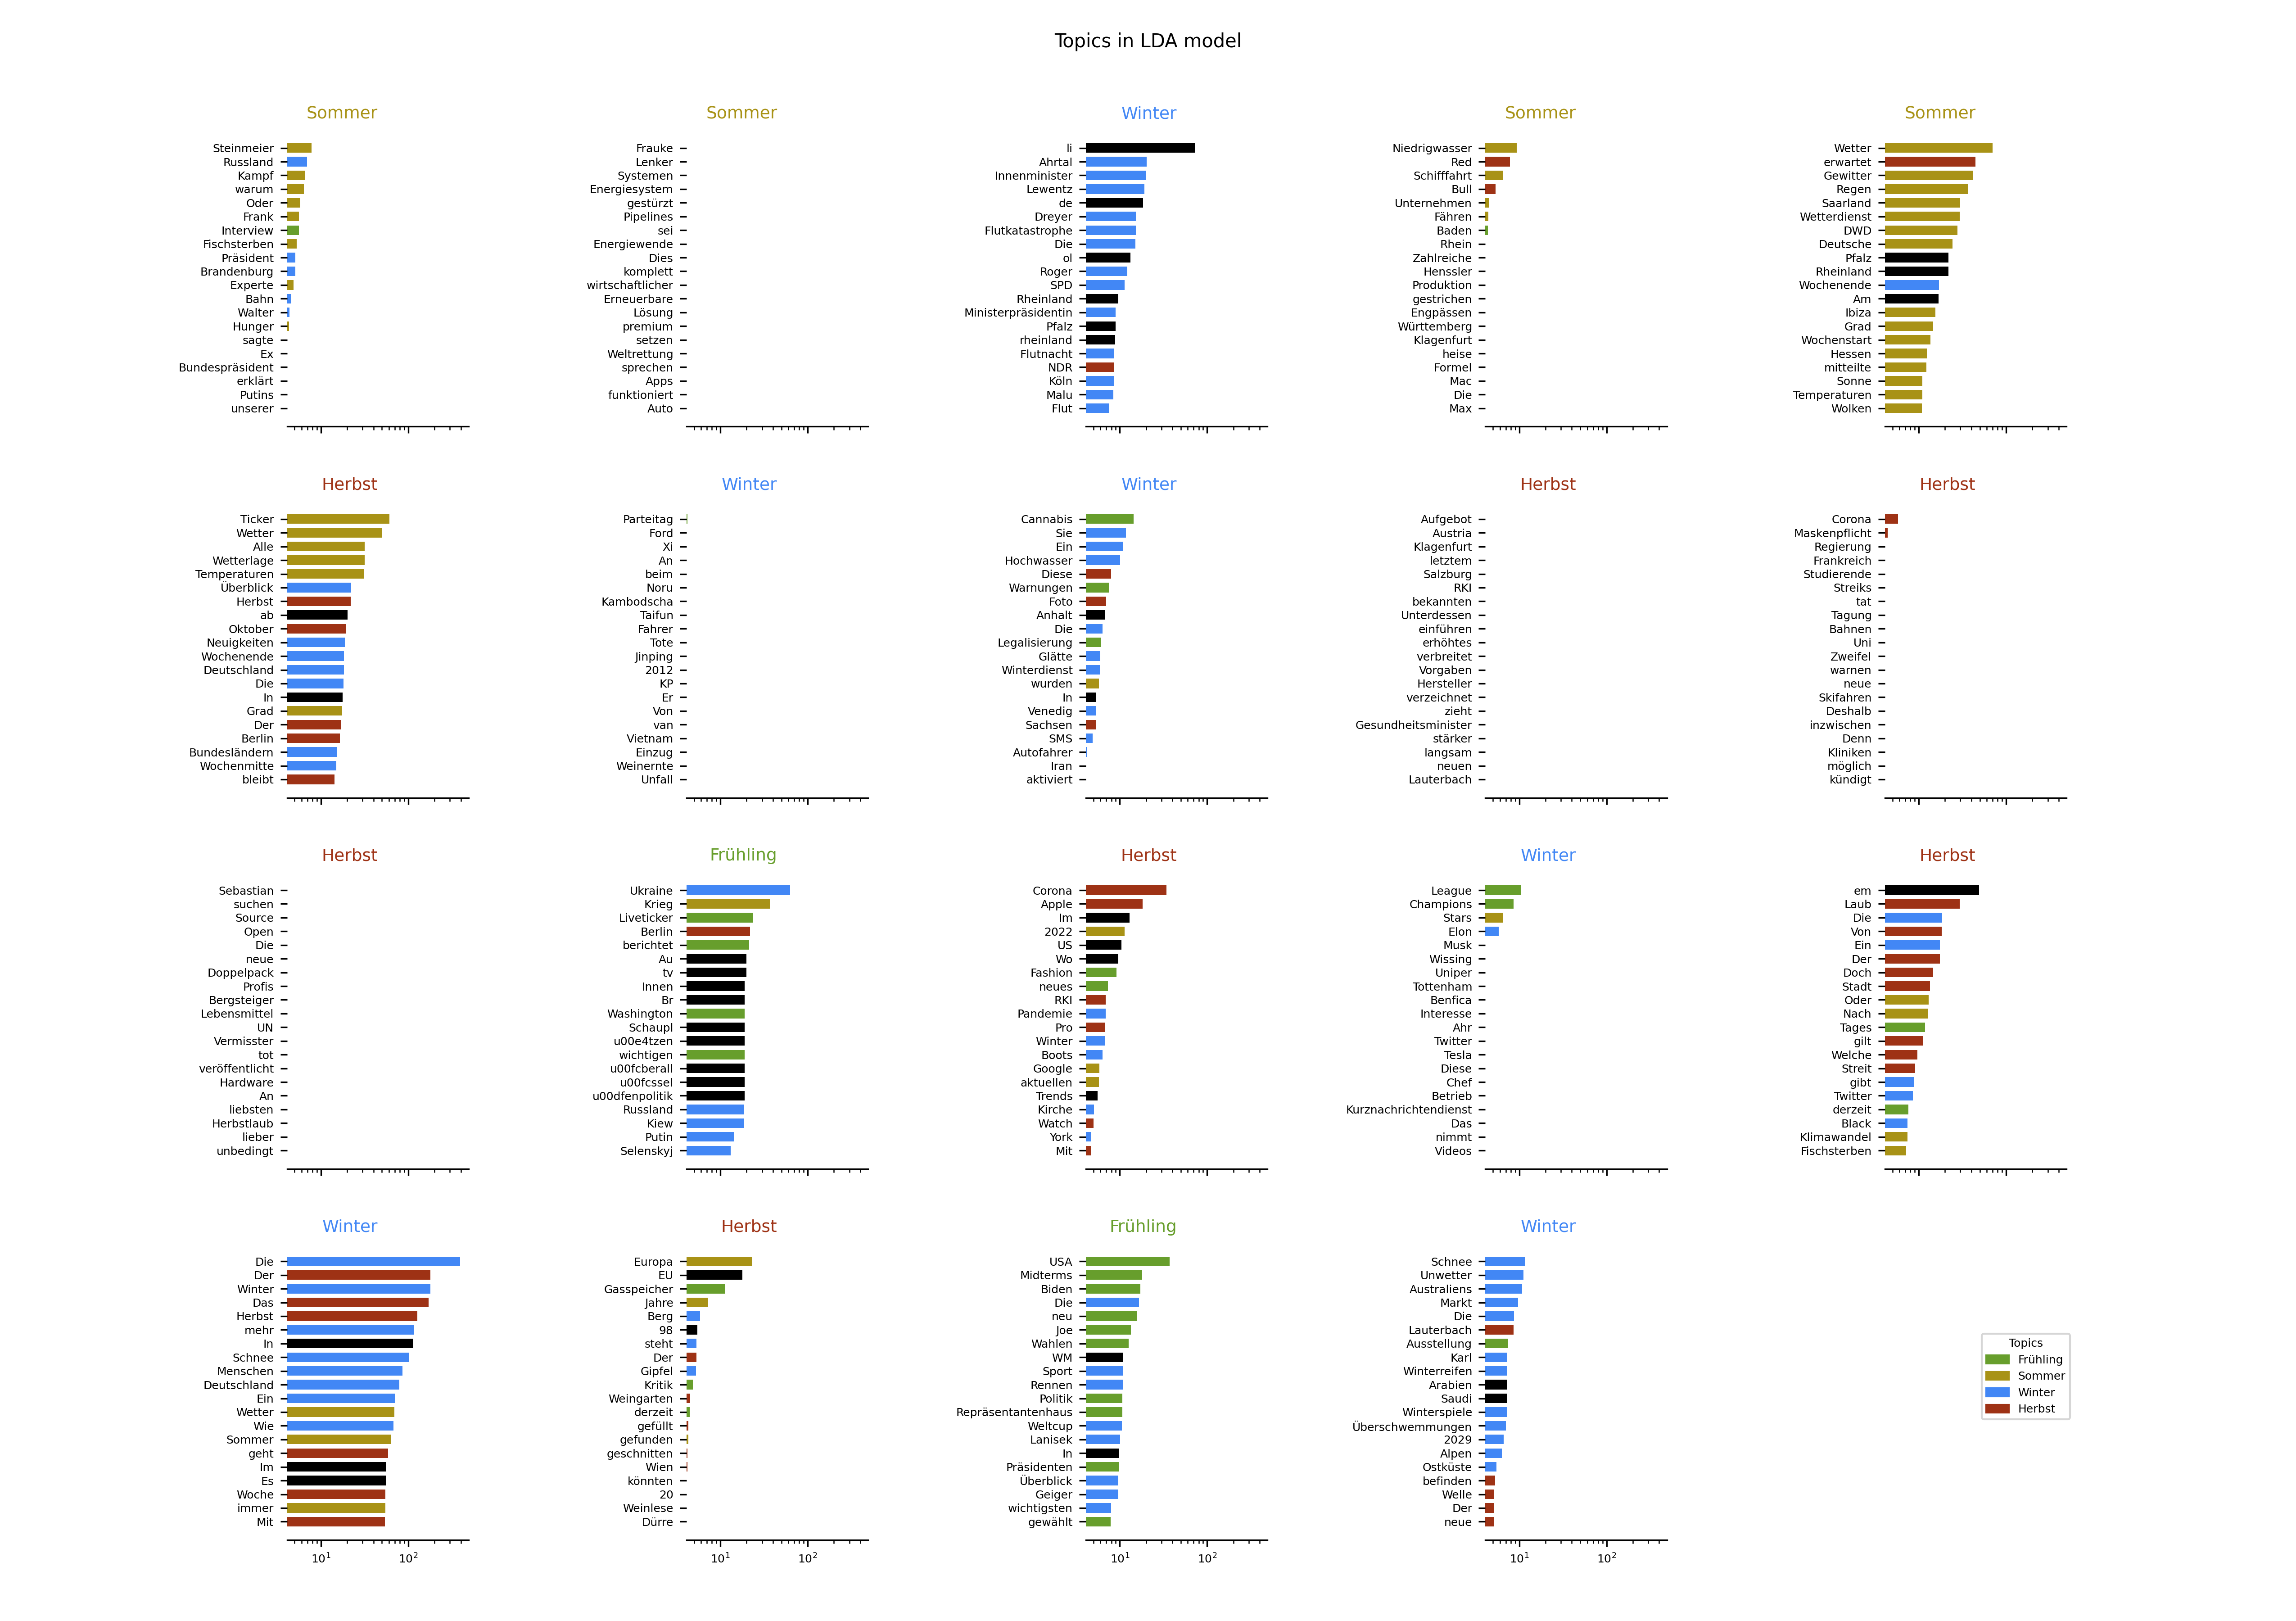 Topics in LDA model
Sommer
Steinmeier
Russland
Kampf
warum
Oder
Frank
Interview
Fischsterben
Präsident
Brandenburg
Experte
Bahn
Walter
Hunger
sagte
Ex
Bundespräsident
erklärt
Putins
unserer
Sommer
Frauke
Lenker
Systemen
Energiesystem
gestürzt
Pipelines
sei
Energiewende
Dies
komplett
wirtschaftlicher
Erneuerbare
Lösung
premium
setzen
Weltrettung
sprechen
Apps
funktioniert
Auto
Winter
li
Ahrtal
Innenminister
Lewentz
de
Dreyer
Flutkatastrophe
Die
ol
Roger
SPD
Rheinland
Ministerpräsidentin
Pfalz
rheinland
Flutnacht
NDR
Köln
Malu
Flut
Sommer
Niedrigwasser
Red
Schifffahrt
Bull
Unternehmen
Fähren
Baden
Rhein
Zahlreiche
Henssler
Produktion
gestrichen
Engpässen
Württemberg
Klagenfurt
heise
Formel
Mac
Die
Max
Sommer
Wetter
erwartet
Gewitter
Regen
Saarland
Wetterdienst
DWD
Deutsche
Pfalz
Rheinland
Wochenende
Am
Ibiza
Grad
Wochenstart
Hessen
mitteilte
Sonne
Temperaturen
Wolken
Herbst
Ticker
Wetter
Alle
Wetterlage
Temperaturen
Überblick
Herbst
ab
Oktober
Neuigkeiten
Wochenende
Deutschland
Die
In
Grad
Der
Berlin
Bundesländern
Wochenmitte
bleibt
Winter
Parteitag
Ford
Xi
An
beim
Noru
Kambodscha
Taifun
Fahrer
Tote
Jinping
2012
KP
Er
Von
van
Vietnam
Einzug
Weinernte
Unfall
Winter
Cannabis
Sie
Ein
Hochwasser
Diese
Warnungen
Foto
Anhalt
Die
Legalisierung
Glätte
Winterdienst
wurden
In
Venedig
Sachsen
SMS
Autofahrer
Iran
aktiviert
Herbst
Aufgebot
Austria
Klagenfurt
letztem
Salzburg
RKI
bekannten
Unterdessen
einführen
erhöhtes
verbreitet
Vorgaben
Hersteller
verzeichnet
zieht
Gesundheitsminister
stärker
langsam
neuen
Lauterbach
Herbst
Corona
Maskenpflicht
Regierung
Frankreich
Studierende
Streiks
tat
Tagung
Bahnen
Uni
Zweifel
warnen
neue
Skifahren
Deshalb
inzwischen
Denn
Kliniken
möglich
kündigt
Herbst
Sebastian
suchen
Source
Open
Die
neue
Doppelpack
Profis
Bergsteiger
Lebensmittel
UN
Vermisster
tot
veröffentlicht
Hardware
An
liebsten
Herbstlaub
lieber
unbedingt
Frühling
Ukraine
Krieg
Liveticker
Berlin
berichtet
Au
tv
Innen
Br
Washington
Schaupl
u00e4tzen
wichtigen
u00fcberall
u00fcssel
u00dfenpolitik
Russland
Kiew
Putin
Selenskyj
Herbst
Corona
Apple
Im
2022
US
Wo
Fashion
neues
RKI
Pandemie
Pro
Winter
Boots
Google
aktuellen
Trends
Kirche
Watch
York
Mit
Winter
League
Champions
Stars
Elon
Musk
Wissing
Uniper
Tottenham
Benfica
Interesse
Ahr
Twitter
Tesla
Diese
Chef
Betrieb
Kurznachrichtendienst
Das
nimmt
Videos
Herbst
em
Laub
Die
Von
Ein
Der
Doch
Stadt
Oder
Nach
Tages
gilt
Welche
Streit
gibt
Twitter
derzeit
Black
Klimawandel
Fischsterben
Winter
Die
Der
Winter
Das
Herbst
mehr
In
Schnee
Menschen
Deutschland
Ein
Wetter
Wie
Sommer
geht
Im
Es
Woche
immer
Mit
10¹ 10²
Herbst
Europa
EU
Gasspeicher
Jahre
Berg
98
steht
Der
Gipfel
Kritik
Weingarten
derzeit
gefüllt
gefunden
geschnitten
Wien
könnten
20
Weinlese
Dürre
10¹ 10²
Frühling
USA
Midterms
Biden
Die
neu
Joe
Wahlen
WM
Sport
Rennen
Politik
Repräsentantenhaus
Weltcup
Lanisek
In
Präsidenten
Überblick
Geiger
wichtigsten
gewählt
10¹ 10²
Winter
Schnee
Unwetter
Australiens
Markt
Die
Lauterbach
Ausstellung
Karl
Winterreifen
Arabien
Saudi
Winterspiele
Überschwemmungen
2029
Alpen
Ostküste
befinden
Welle
Der
neue
10¹ 10²
Topics
Frühling
Sommer
Winter
Herbst